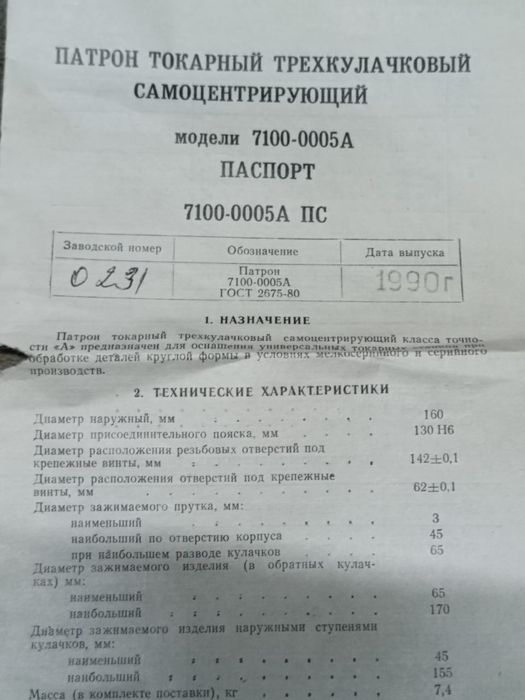 ПАТРОН ТОКАРНЫЙ ТРЕХКУЛАЧКОВЫЙ
САМОЦЕНТРИРУЮЩИЙ
модели 7100-0005А
ПАСПОРТ
7100-0005А ПС
Заводской номер Обозначение Дата выпуска
0231 Патрон
7100-0005А
ГОСТ 2675-80 1990г
1. НАЗНАЧЕНИЕ
Патрон токарный трехкулачковый самоцентрирующий класса точно-
сти «А» предназначен для оснащения универсальных токарных при
обработке деталей круглой формы в условиях мелкосерийного и серийного
производств.
2. ТЕХНИЧЕСКИЕ ХАРАКТЕРИСТИКИ
Диаметр наружный, мм 160
Диаметр присоединительного пояска, мм 130 Н6
Диаметр расположения резьбовых отверстий под
крепежные винты, мм 142±0,1
Диаметр расположения отверстий под крепежные
винты, мм 62±0,1
Диаметр зажимаемого прутка, мм:
наименьший 3
наибольший по отверстию корпуса 45
при наибольшем разводе кулачков 65
Диаметр зажимаемого изделия (в обратных кулач-
ках) мм:
наименьший 65
наибольший 170
Диаметр зажимаемого изделия наружными ступенями
кулачков, мм:
наименьший 45
наибольший 155
Масса (в комплекте поставки), кг 7,4